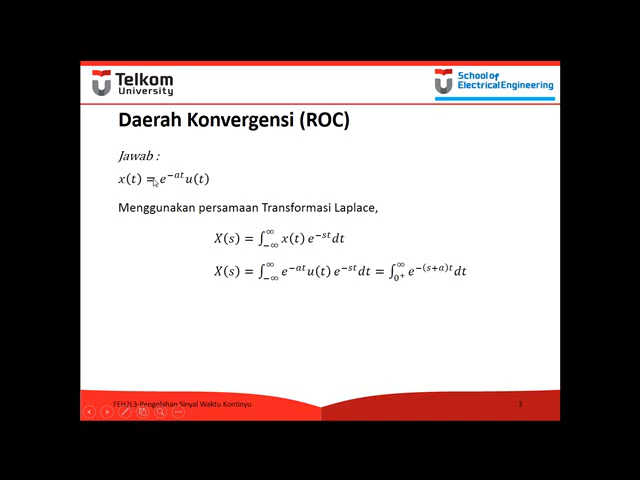 Telkom
University
School of
Electrical Engineering
Daerah Konvergensi (ROC)
Jawab :
x(t) = e^{−at}u(t)
Menggunakan persamaan Transformasi Laplace,
X(s) = ∫_{−∞}^{∞} x(t) e^{−st}dt
X(s) = ∫_{−∞}^{∞} e^{−at}u(t) e^{−st}dt = ∫_{0⁺}^{∞} e^{−(s+a)t}dt
FEH2L3-Pengolahan Sinyal Waktu Kontinyu
3